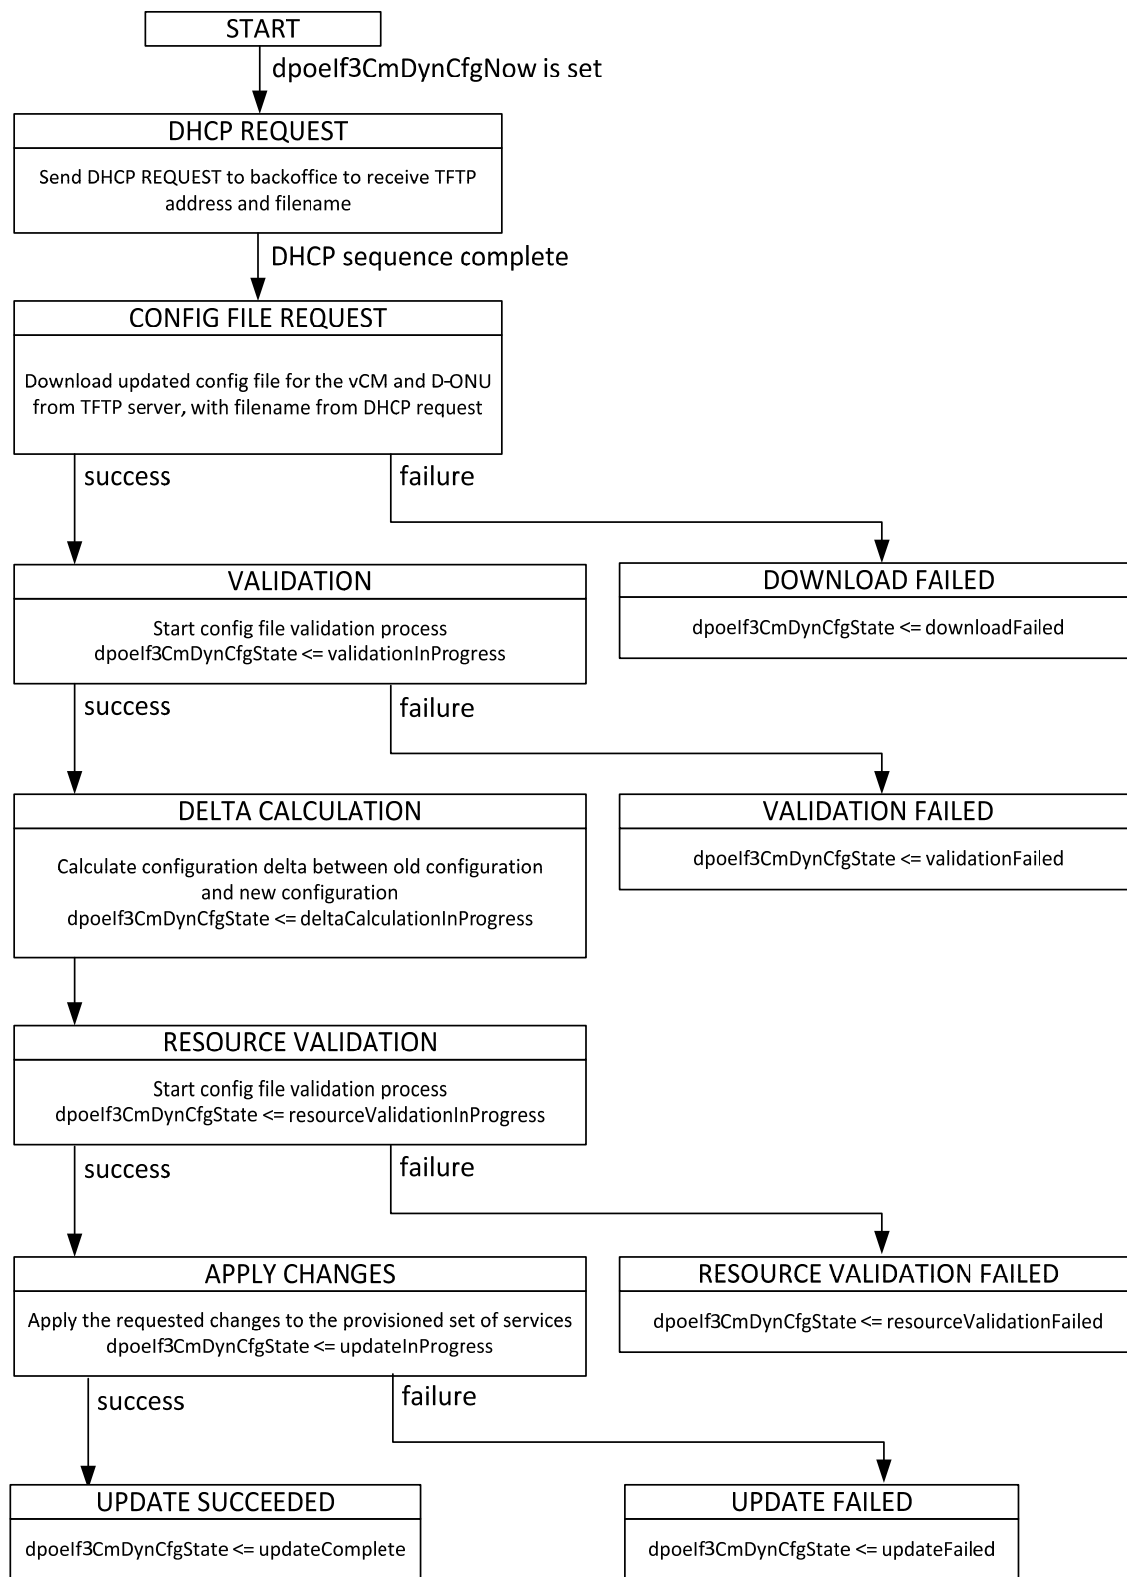 START
dpoeIf3CmDynCfgNow is set
DHCP REQUEST
Send DHCP REQUEST to backoffice to receive TFTP
address and filename
DHCP sequence complete
CONFIG FILE REQUEST
Download updated config file for the vCM and D-ONU
from TFTP server, with filename from DHCP request
success
failure
VALIDATION
Start config file validation process
dpoeIf3CmDynCfgState <= validationInProgress
DOWNLOAD FAILED
dpoeIf3CmDynCfgState <= downloadFailed
success
failure
DELTA CALCULATION
Calculate configuration delta between old configuration
and new configuration
dpoeIf3CmDynCfgState <= deltaCalculationInProgress
VALIDATION FAILED
dpoeIf3CmDynCfgState <= validationFailed
RESOURCE VALIDATION
Start config file validation process
dpoeIf3CmDynCfgState <= resourceValidationInProgress
success
failure
APPLY CHANGES
Apply the requested changes to the provisioned set of services
dpoeIf3CmDynCfgState <= updateInProgress
RESOURCE VALIDATION FAILED
dpoeIf3CmDynCfgState <= resourceValidationFailed
success
failure
UPDATE SUCCEEDED
dpoeIf3CmDynCfgState <= updateComplete
UPDATE FAILED
dpoeIf3CmDynCfgState <= updateFailed